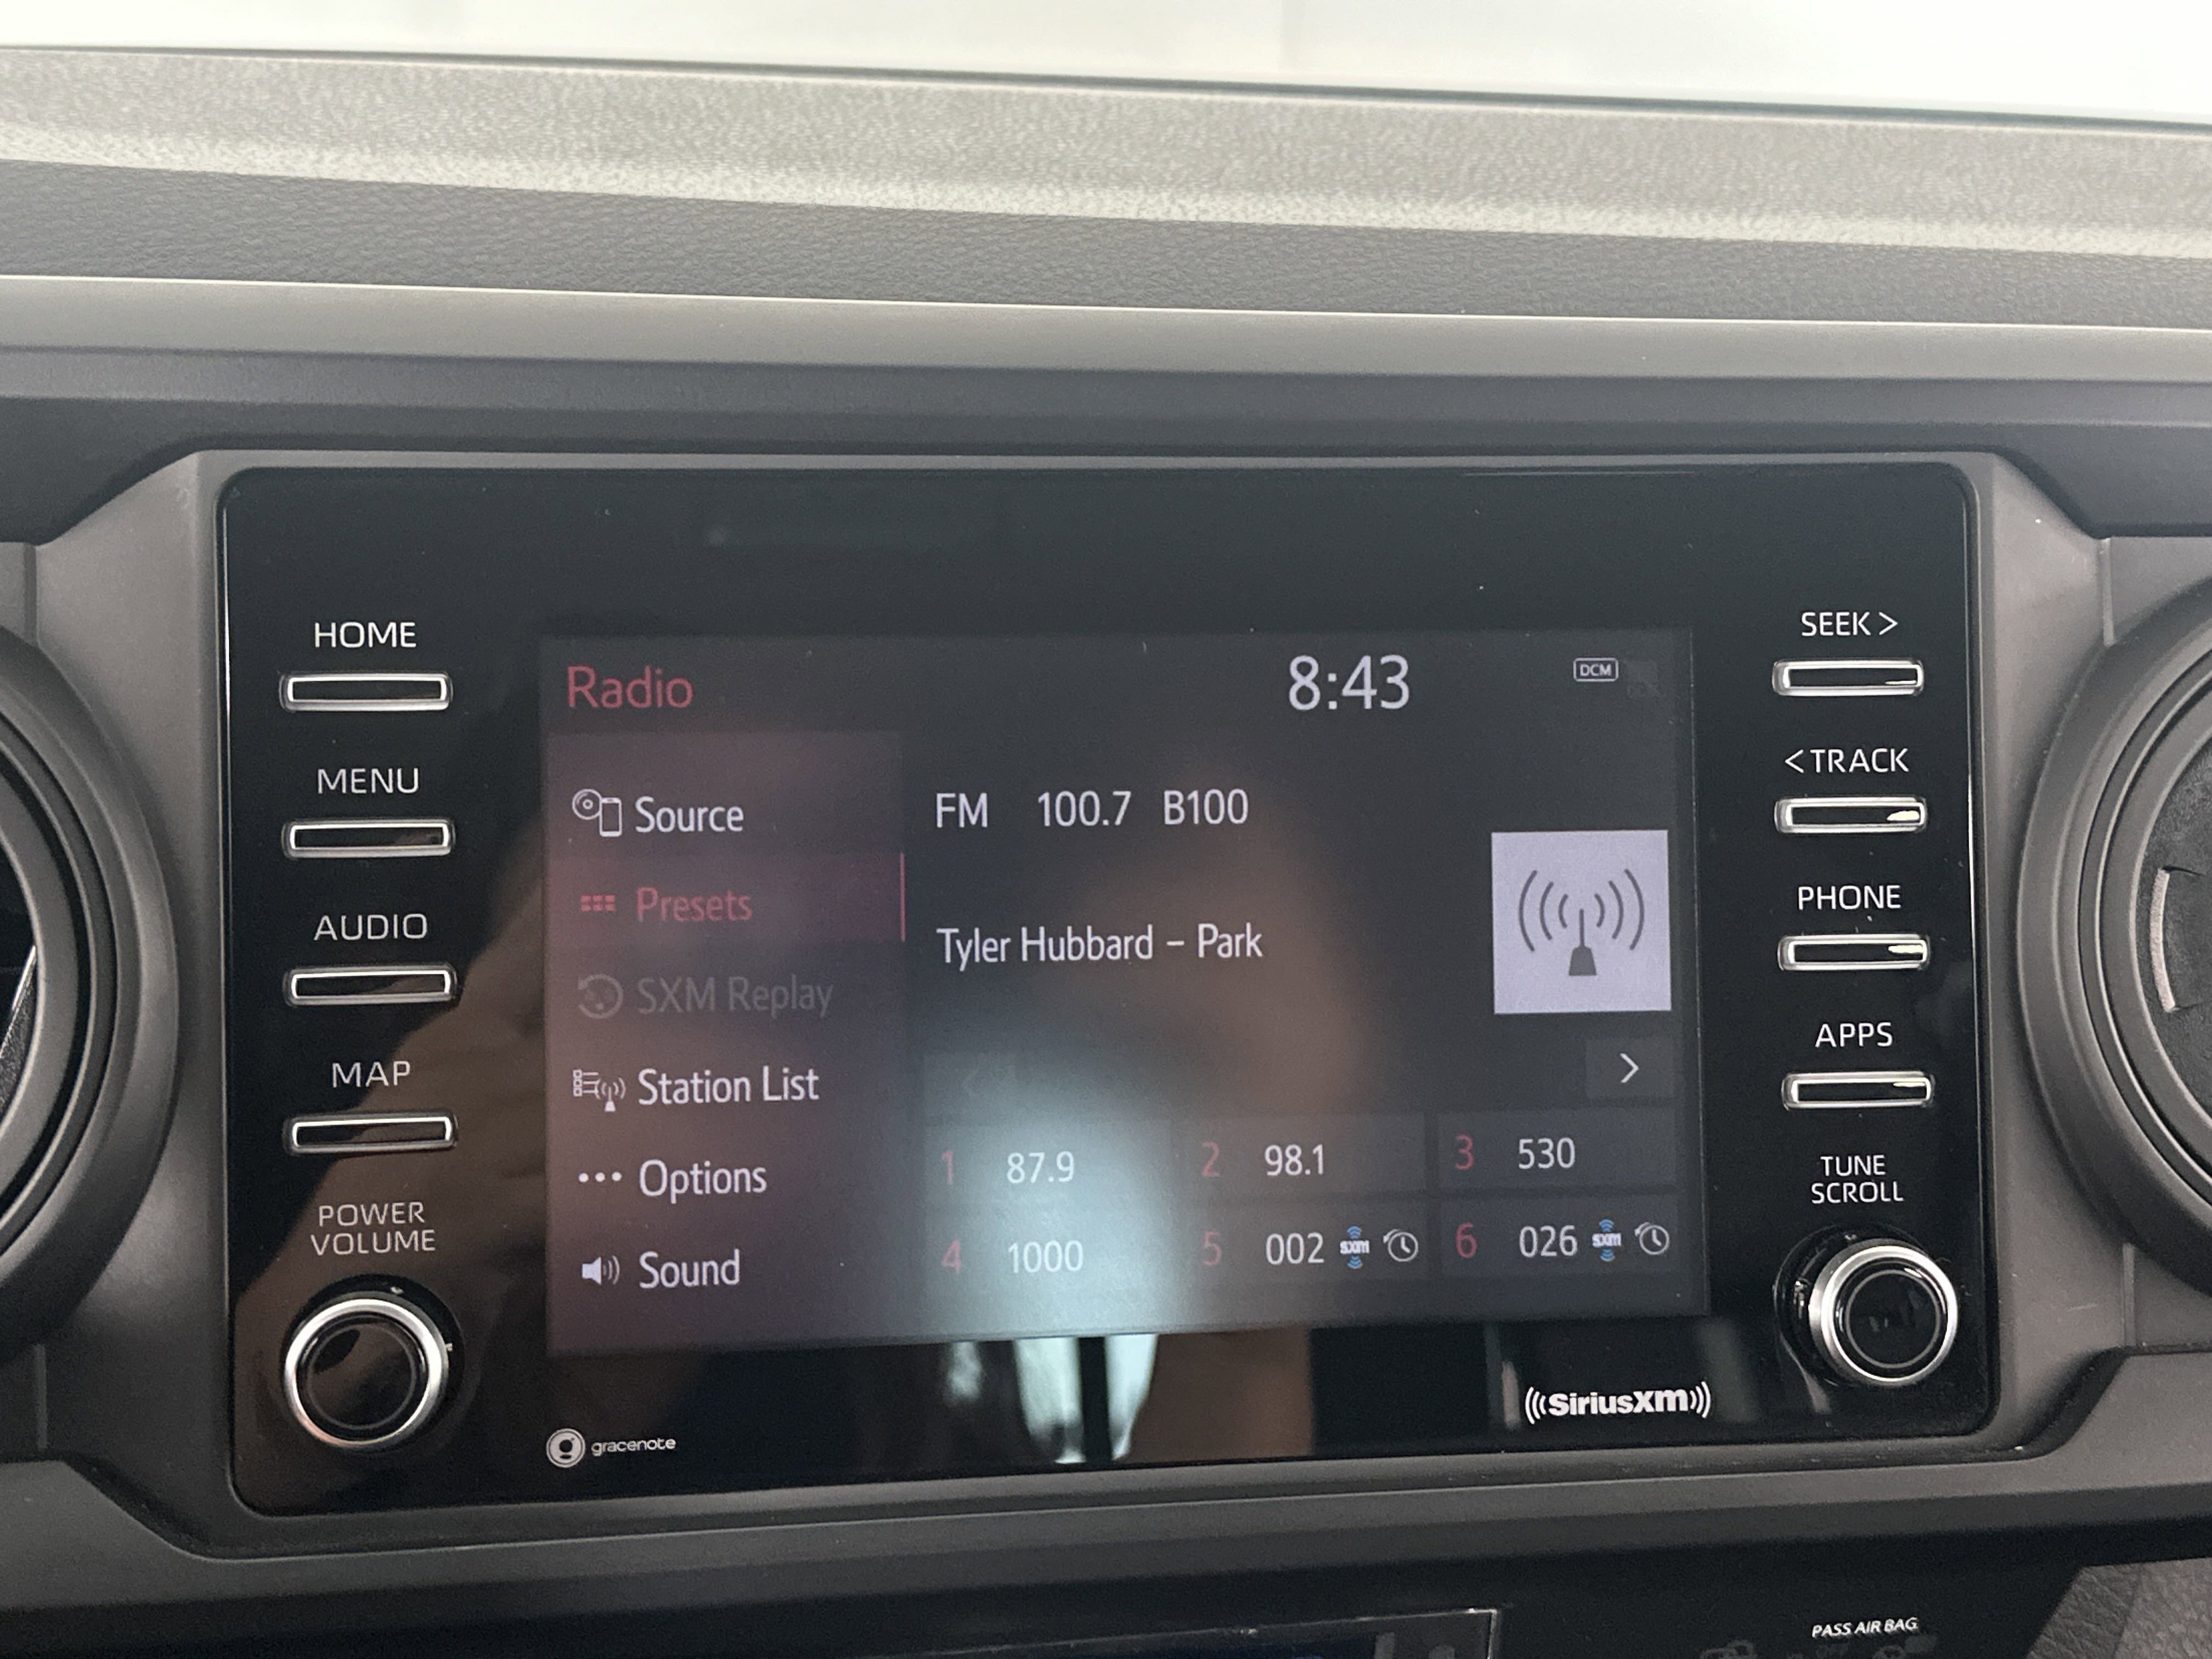 HOME
MENU
AUDIO
MAP
POWER
VOLUME
Radio
8:43
DCM
Source
Presets
SXM Replay
Station List
Options
Sound
FM 100.7 B100
Tyler Hubbard – Park
>
1 87.9
2 98.1
3 530
4 1000
5 002 SXM
6 026 SXM
gracenote
SiriusXM
SEEK >
< TRACK
PHONE
APPS
TUNE
SCROLL
PASS AIR BAG